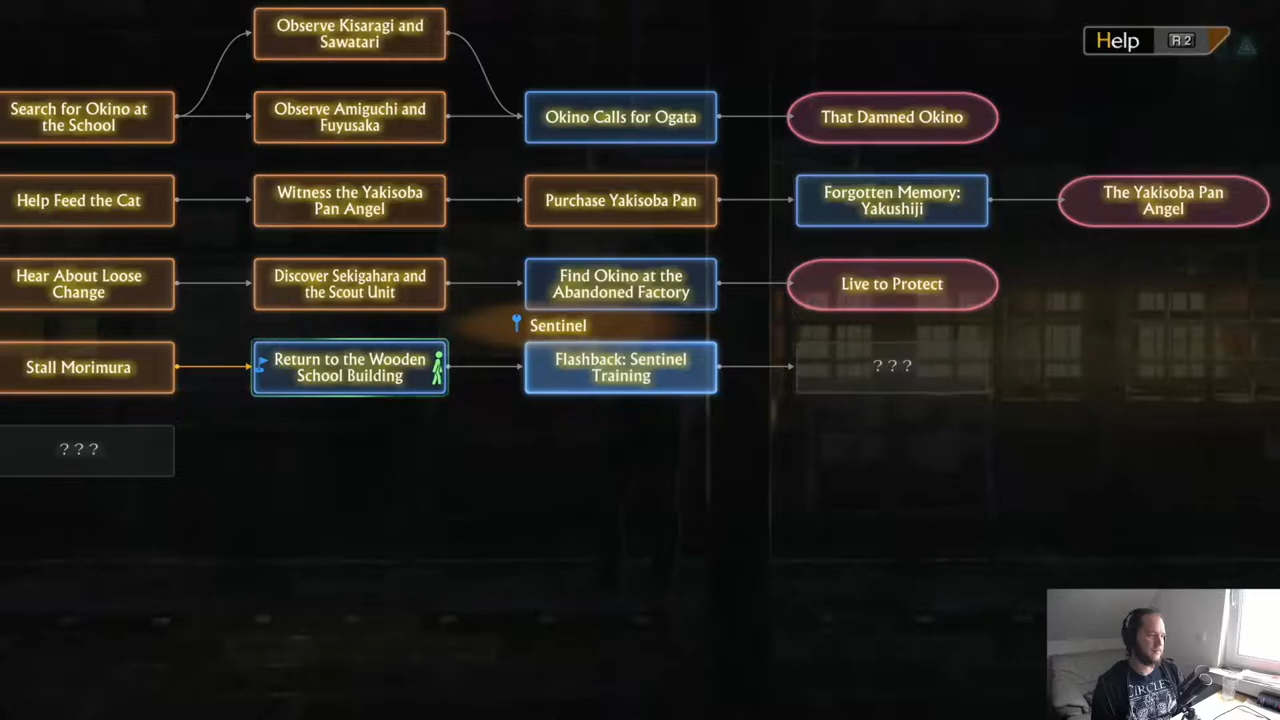 Observe Kisaragi and
Sawatari
Help R2
Search for Okino at
the School
Observe Amiguchi and
Fuyusaka
Okino Calls for Ogata
That Damned Okino
Help Feed the Cat
Witness the Yakisoba
Pan Angel
Purchase Yakisoba Pan
Forgotten Memory:
Yakushiji
The Yakisoba Pan
Angel
Hear About Loose
Change
Discover Sekigahara and
the Scout Unit
Find Okino at the
Abandoned Factory
Live to Protect
Sentinel
Stall Morimura
Return to the Wooden
School Building
Flashback: Sentinel
Training
???
???
CIRCLES